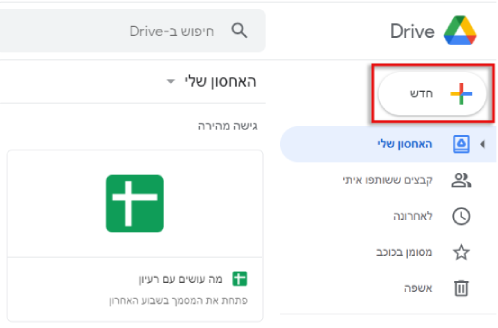 Drive
חיפוש ב-Drive
חדש
האחסון שלי
קבצים ששותפו איתי
לאחרונה
מסומן בכוכב
אשפה
האחסון שלי
גישה מהירה
מה עושים עם רעיון
פתחת את המסמך בשבוע האחרון